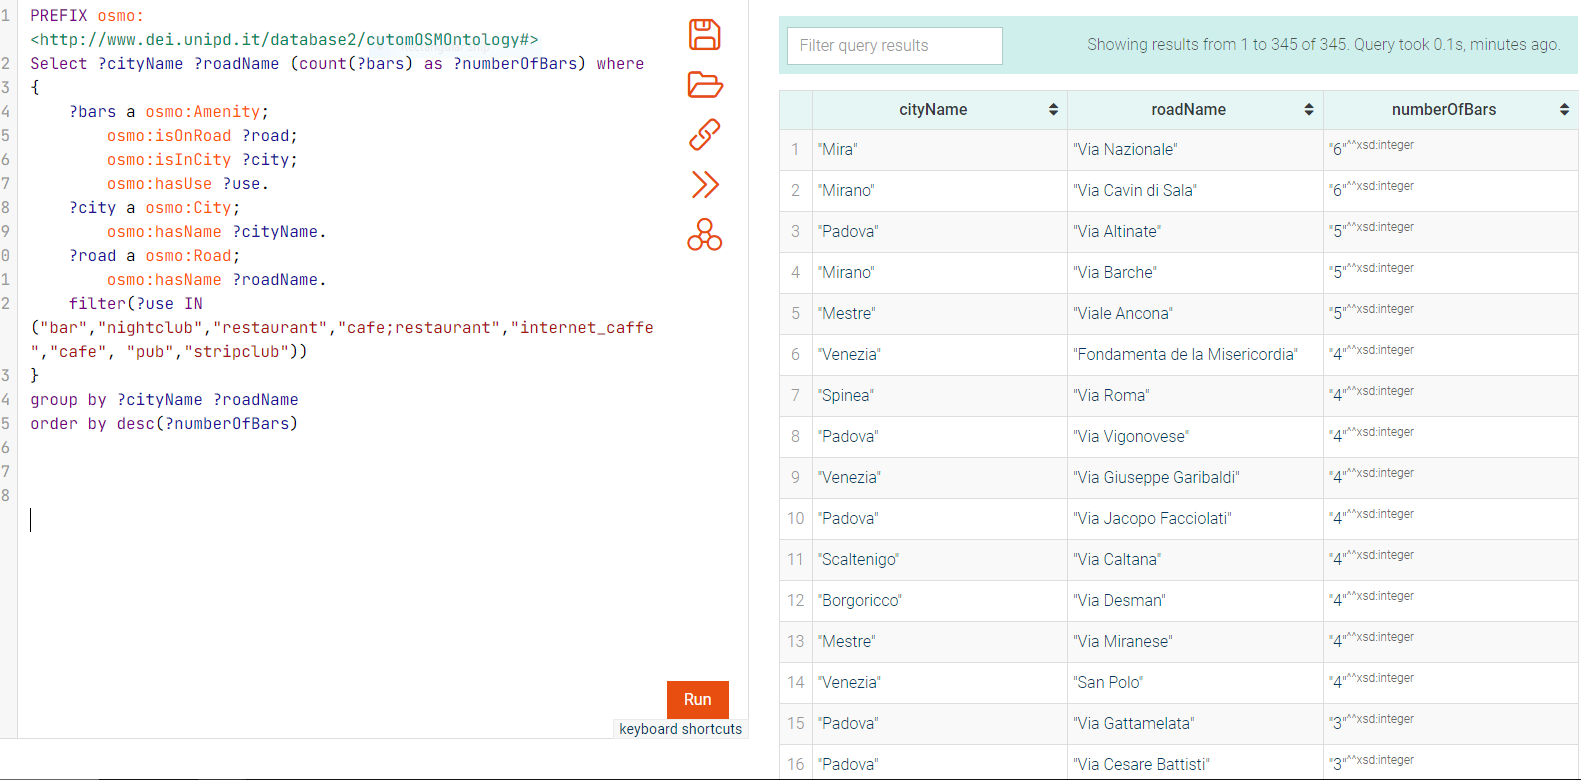 1 PREFIX osmo:
<http://www.dei.unipd.it/database2/cutomOSMOntology#>
2 Select ?cityName ?roadName (count(?bars) as ?numberOfBars) where
3 {
4 ?bars a osmo:Amenity;
5 osmo:isOnRoad ?road;
6 osmo:isInCity ?city;
7 osmo:hasUse ?use.
8 ?city a osmo:City;
9 osmo:hasName ?cityName.
0 ?road a osmo:Road;
1 osmo:hasName ?roadName.
2 filter(?use IN
("bar","nightclub","restaurant","cafe;restaurant","internet_caffe
","cafe", "pub","stripclub"))
3 }
4 group by ?cityName ?roadName
5 order by desc(?numberOfBars)
6
7
8
Run
keyboard shortcuts
Filter query results
Showing results from 1 to 345 of 345. Query took 0.1s, minutes ago.
cityName roadName numberOfBars
1 "Mira" "Via Nazionale" "6"^^xsd:integer
2 "Mirano" "Via Cavin di Sala" "6"^^xsd:integer
3 "Padova" "Via Altinate" "5"^^xsd:integer
4 "Mirano" "Via Barche" "5"^^xsd:integer
5 "Mestre" "Viale Ancona" "5"^^xsd:integer
6 "Venezia" "Fondamenta de la Misericordia" "4"^^xsd:integer
7 "Spinea" "Via Roma" "4"^^xsd:integer
8 "Padova" "Via Vigonovese" "4"^^xsd:integer
9 "Venezia" "Via Giuseppe Garibaldi" "4"^^xsd:integer
10 "Padova" "Via Jacopo Facciolati" "4"^^xsd:integer
11 "Scaltenigo" "Via Caltana" "4"^^xsd:integer
12 "Borgoricco" "Via Desman" "4"^^xsd:integer
13 "Mestre" "Via Miranese" "4"^^xsd:integer
14 "Venezia" "San Polo" "4"^^xsd:integer
15 "Padova" "Via Gattamelata" "3"^^xsd:integer
16 "Padova" "Via Cesare Battisti" "3"^^xsd:integer